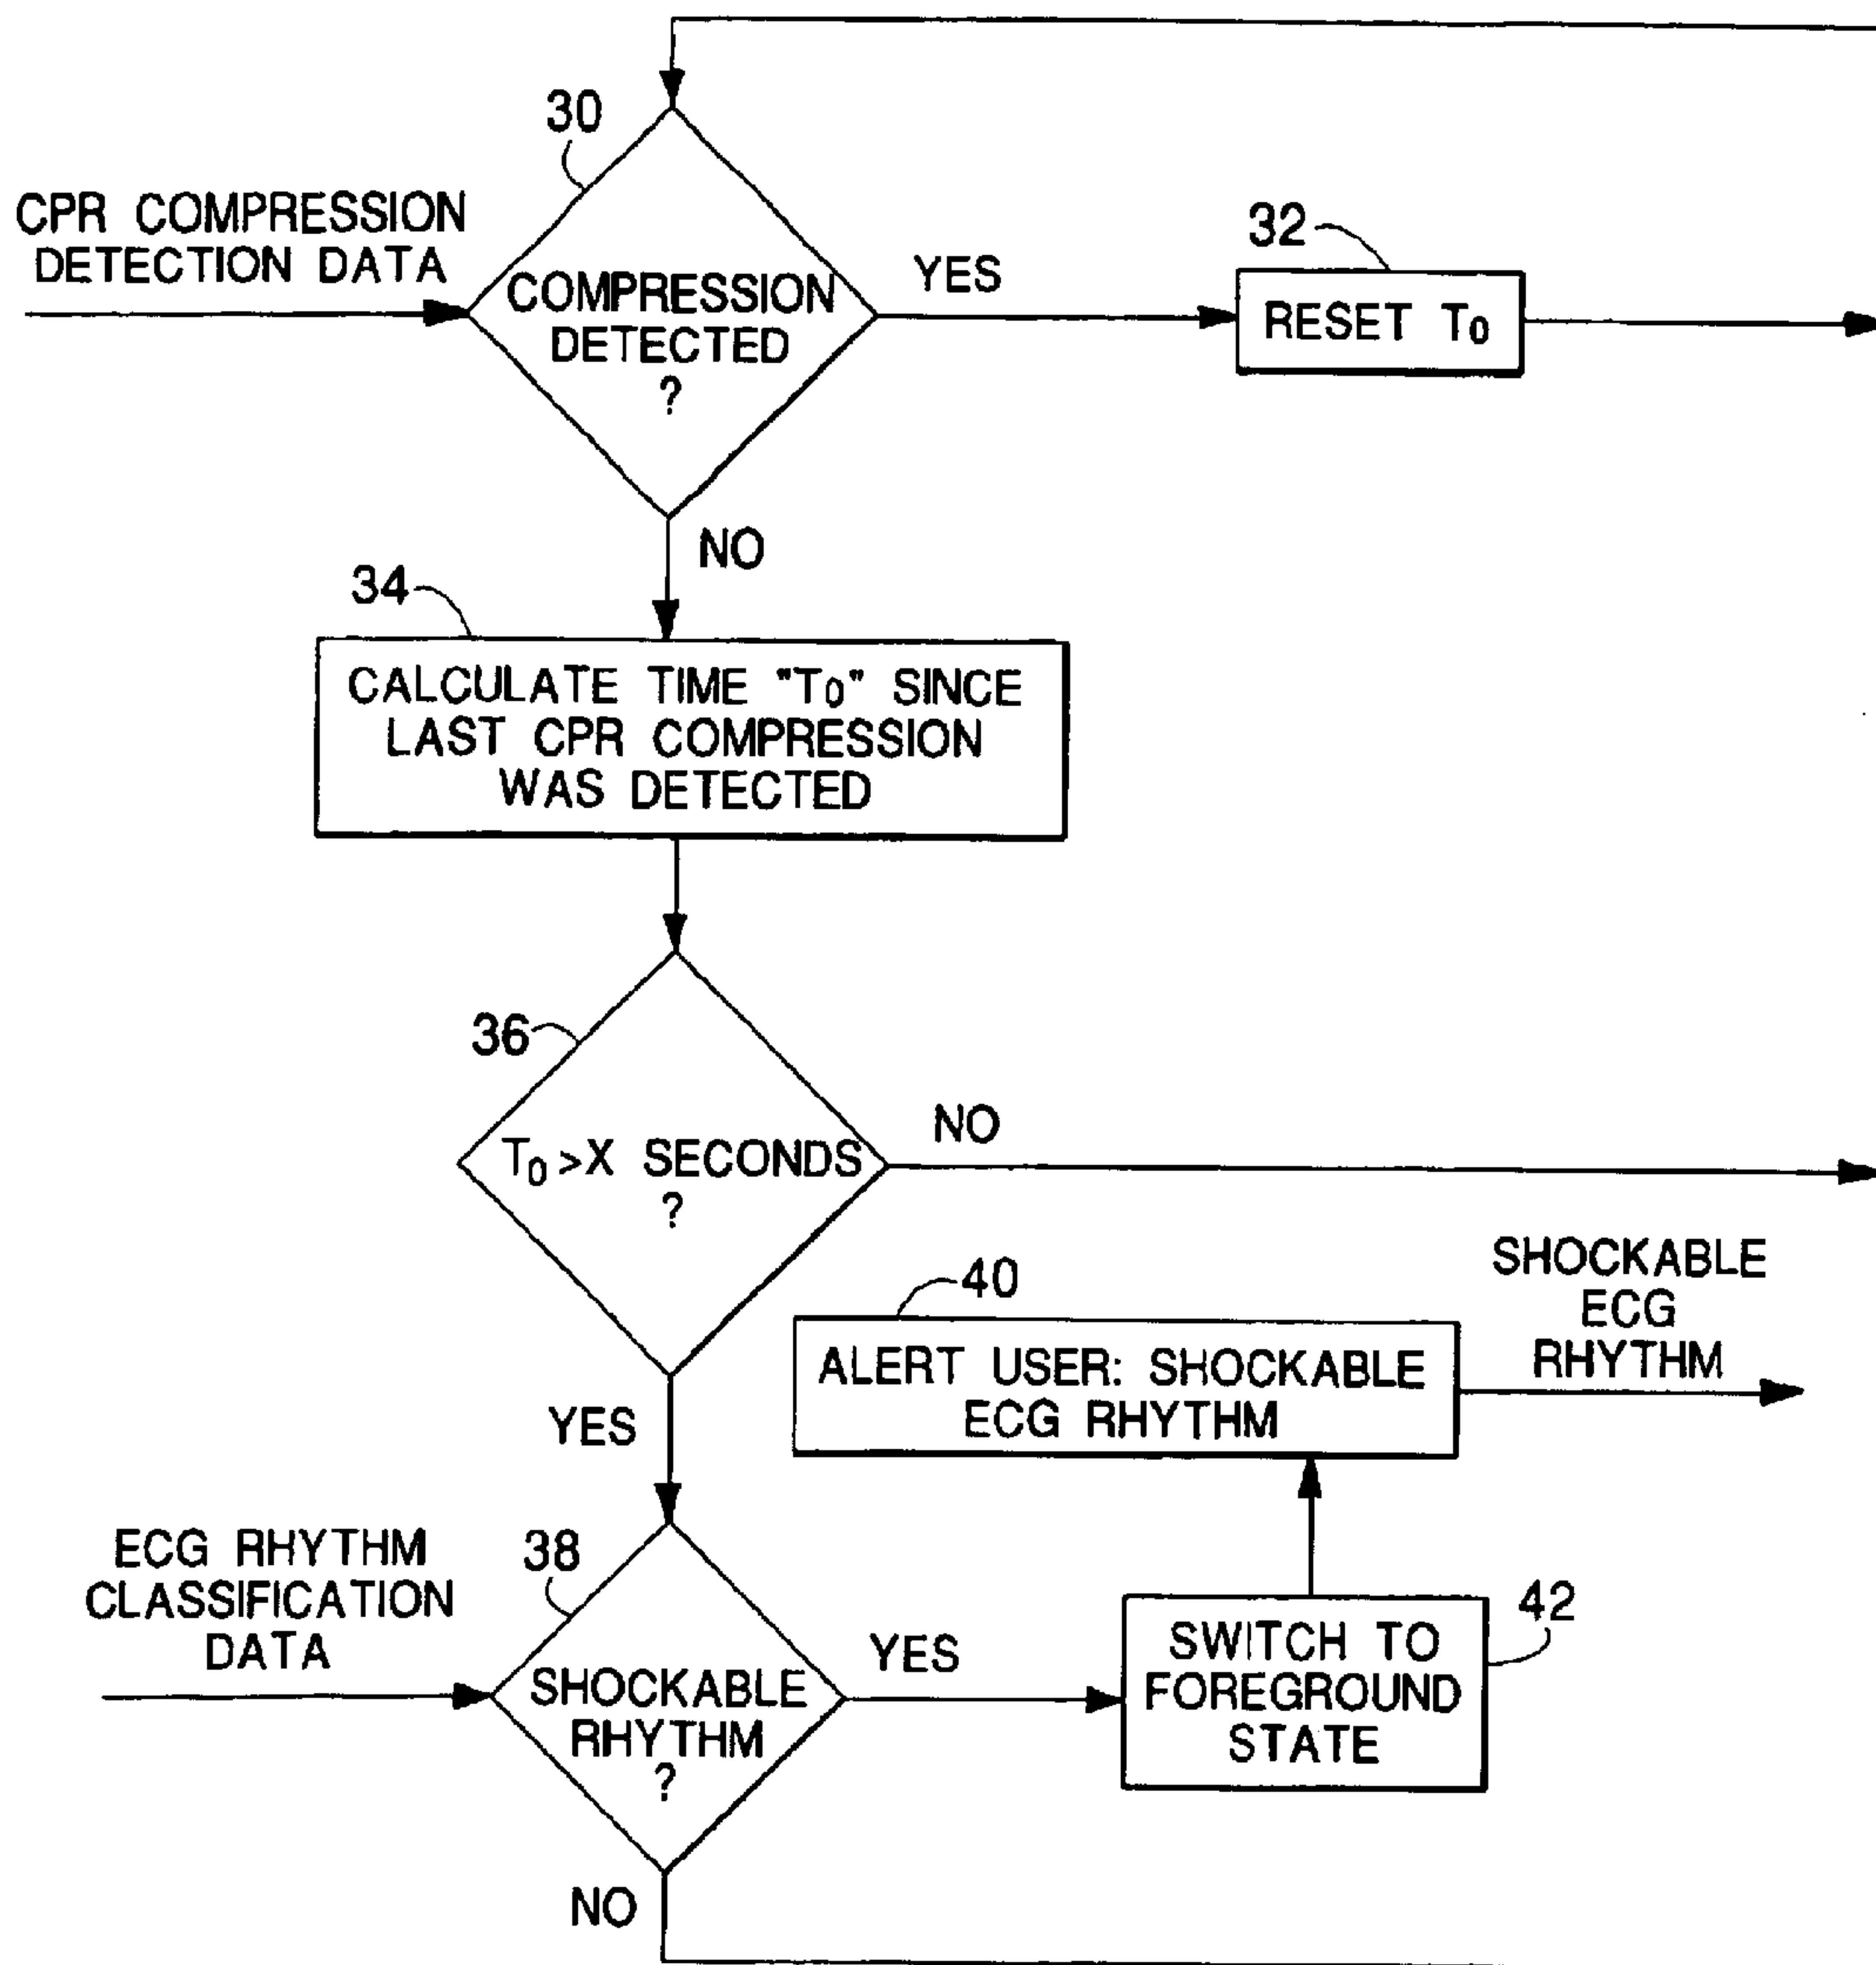 30
CPR COMPRESSION
DETECTION DATA
COMPRESSION
DETECTED
?
YES
32
RESET T0
NO
34
CALCULATE TIME "T0" SINCE
LAST CPR COMPRESSION
WAS DETECTED
36
T0 >X SECONDS
?
NO
YES
40
ALERT USER: SHOCKABLE
ECG RHYTHM
SHOCKABLE
ECG
RHYTHM
ECG RHYTHM
CLASSIFICATION
DATA
38
SHOCKABLE
RHYTHM
?
YES
42
SWITCH TO
FOREGROUND
STATE
NO